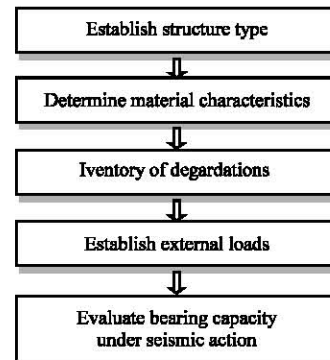 Establish structure type
Determine material characteristics
Iventory of degardations
Establish external loads
Evaluate bearing capacity
under seismic action